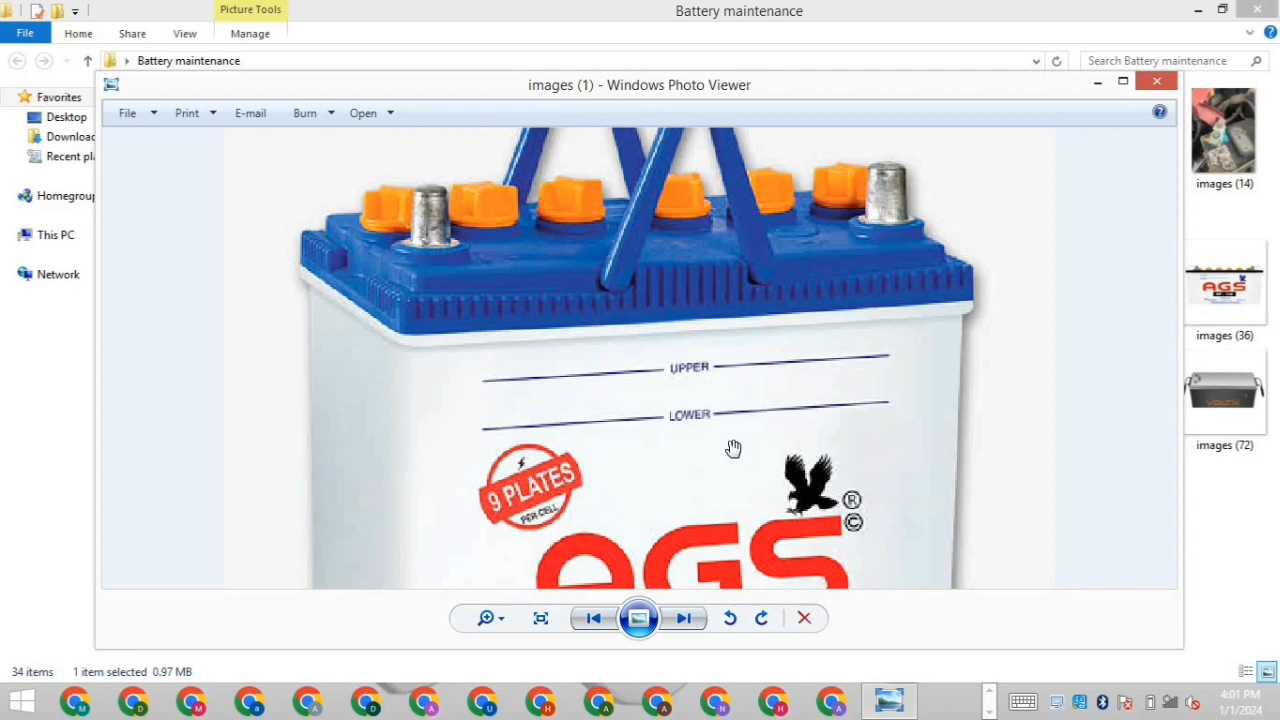 Picture Tools
Battery maintenance
File
Home
Share
View
Manage
Battery maintenance
Search Battery maintenance
images (1) - Windows Photo Viewer
Favorites
Desktop
Downloac
Recent pl
Homegroup
This PC
Network
File
Print
E-mail
Burn
Open
UPPER
LOWER
9 PLATES
PER CELL
®
©
AGS
images (14)
AGS
images (36)
VOLTX
images (72)
34 items
1 item selected 0.97 MB
M
D
M
a
A
D
A
U
H
A
A
N
H
A
4:01 PM
1/1/2024